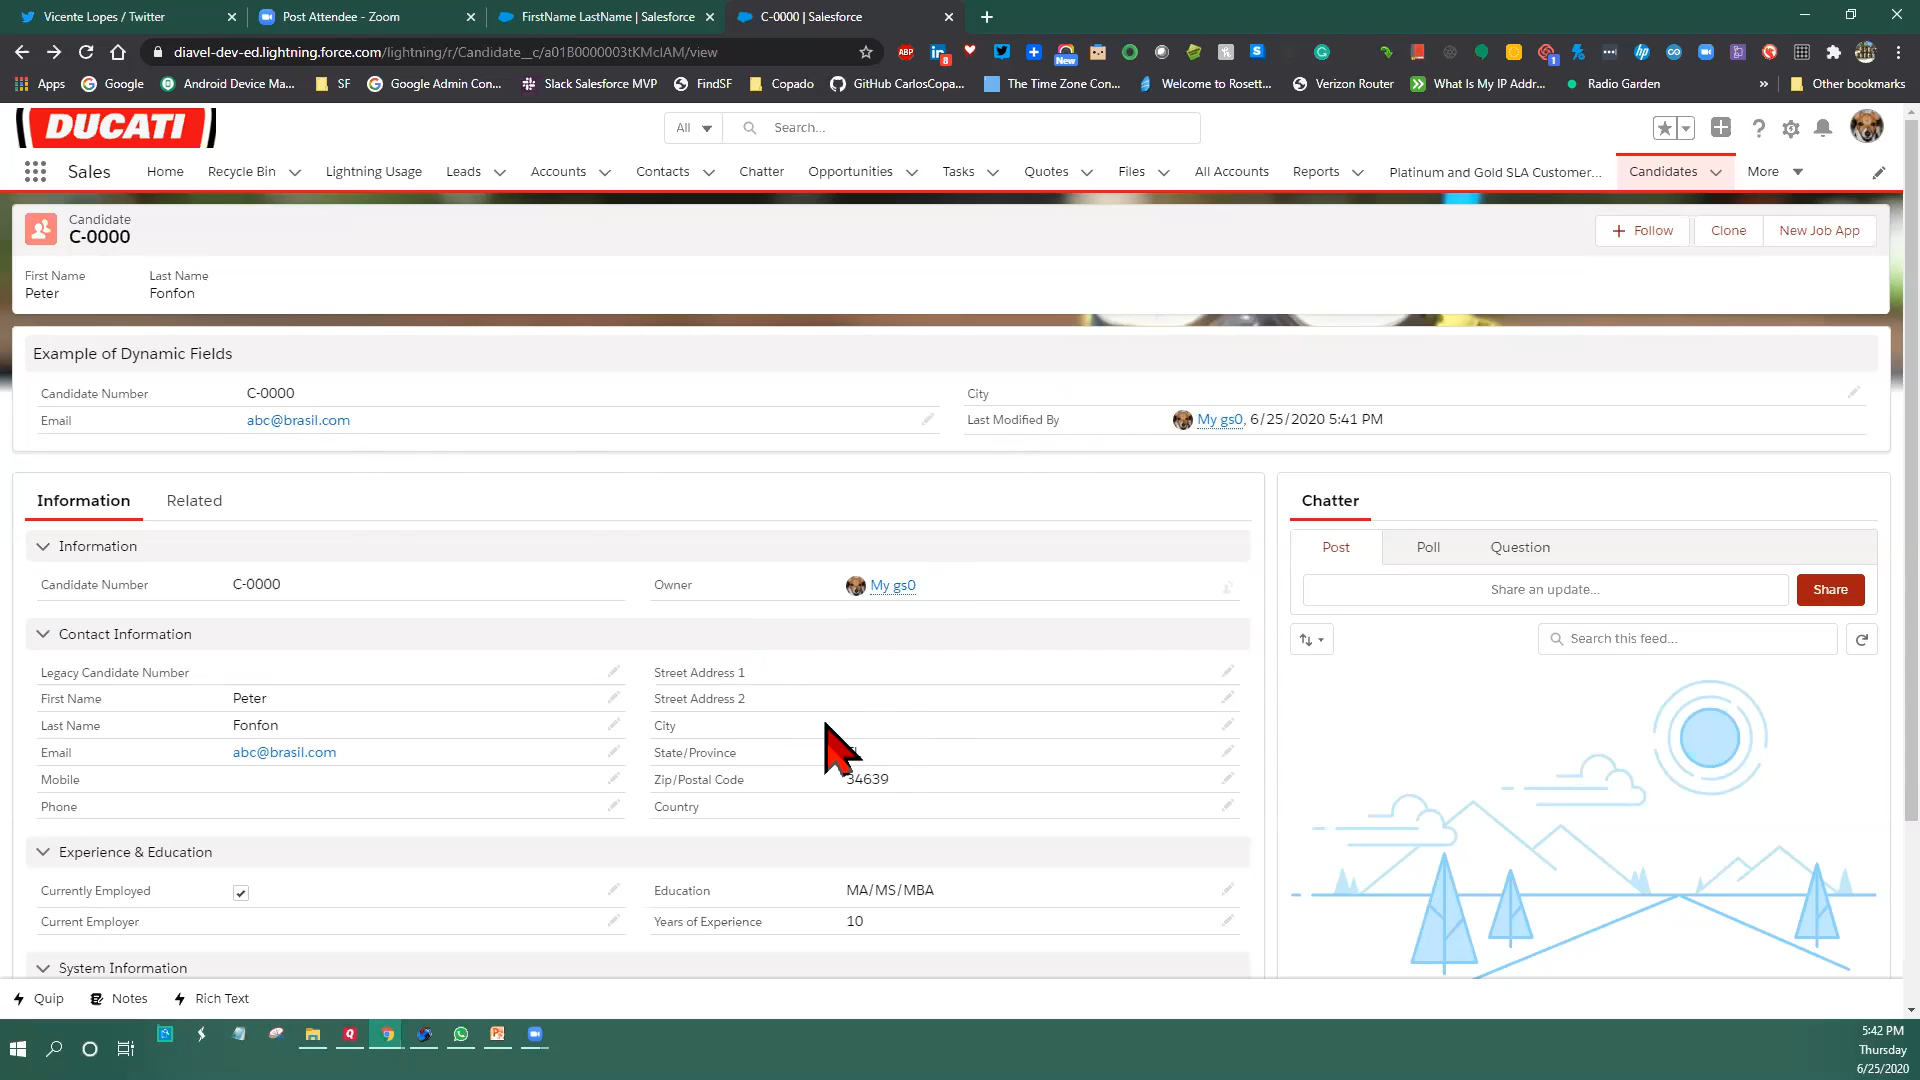 Vicente Lopes / Twitter
Post Attendee - Zoom
FirstName LastName | Salesforce
C-0000 | Salesforce
diavel-dev-ed.lightning.force.com/lightning/r/Candidate__c/a01B0000003tKMcIAM/view
8
New
1
Apps
Google
Android Device Ma...
SF
Google Admin Con...
Slack Salesforce MVP
FindSF
Copado
GitHub CarlosCopa...
The Time Zone Con...
Welcome to Rosett...
Verizon Router
What Is My IP Addr...
Radio Garden
»
Other bookmarks
DUCATI
All
Search...
Sales
Home
Recycle Bin
Lightning Usage
Leads
Accounts
Contacts
Chatter
Opportunities
Tasks
Quotes
Files
All Accounts
Reports
Platinum and Gold SLA Customer...
Candidates
More
Candidate
C-0000
Follow
Clone
New Job App
First Name
Last Name
Peter
Fonfon
Example of Dynamic Fields
Candidate Number
C-0000
City
Email
abc@brasil.com
Last Modified By
My gs0, 6/25/2020 5:41 PM
Information
Related
Chatter
Information
Post
Poll
Question
Candidate Number
C-0000
Owner
My gs0
Share an update...
Share
Contact Information
Search this feed...
Legacy Candidate Number
Street Address 1
First Name
Peter
Street Address 2
Last Name
Fonfon
City
Email
abc@brasil.com
State/Province
Mobile
Zip/Postal Code
34639
Phone
Country
Experience & Education
Currently Employed
Education
MA/MS/MBA
Current Employer
Years of Experience
10
System Information
Quip
Notes
Rich Text
5:42 PM
Thursday
6/25/2020